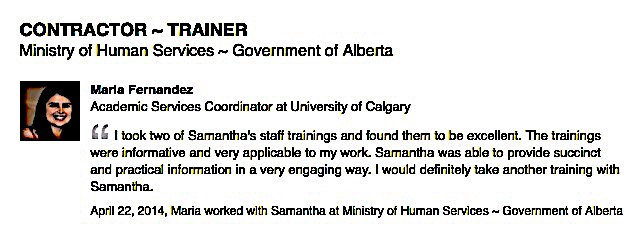 CONTRACTOR ~ TRAINER
Ministry of Human Services ~ Government of Alberta
Maria Fernandez
Academic Services Coordinator at University of Calgary
“ I took two of Samantha's staff trainings and found them to be excellent. The trainings
were informative and very applicable to my work. Samantha was able to provide succinct
and practical information in a very engaging way. I would definitely take another training with
Samantha.
April 22, 2014, Maria worked with Samantha at Ministry of Human Services ~ Government of Alberta